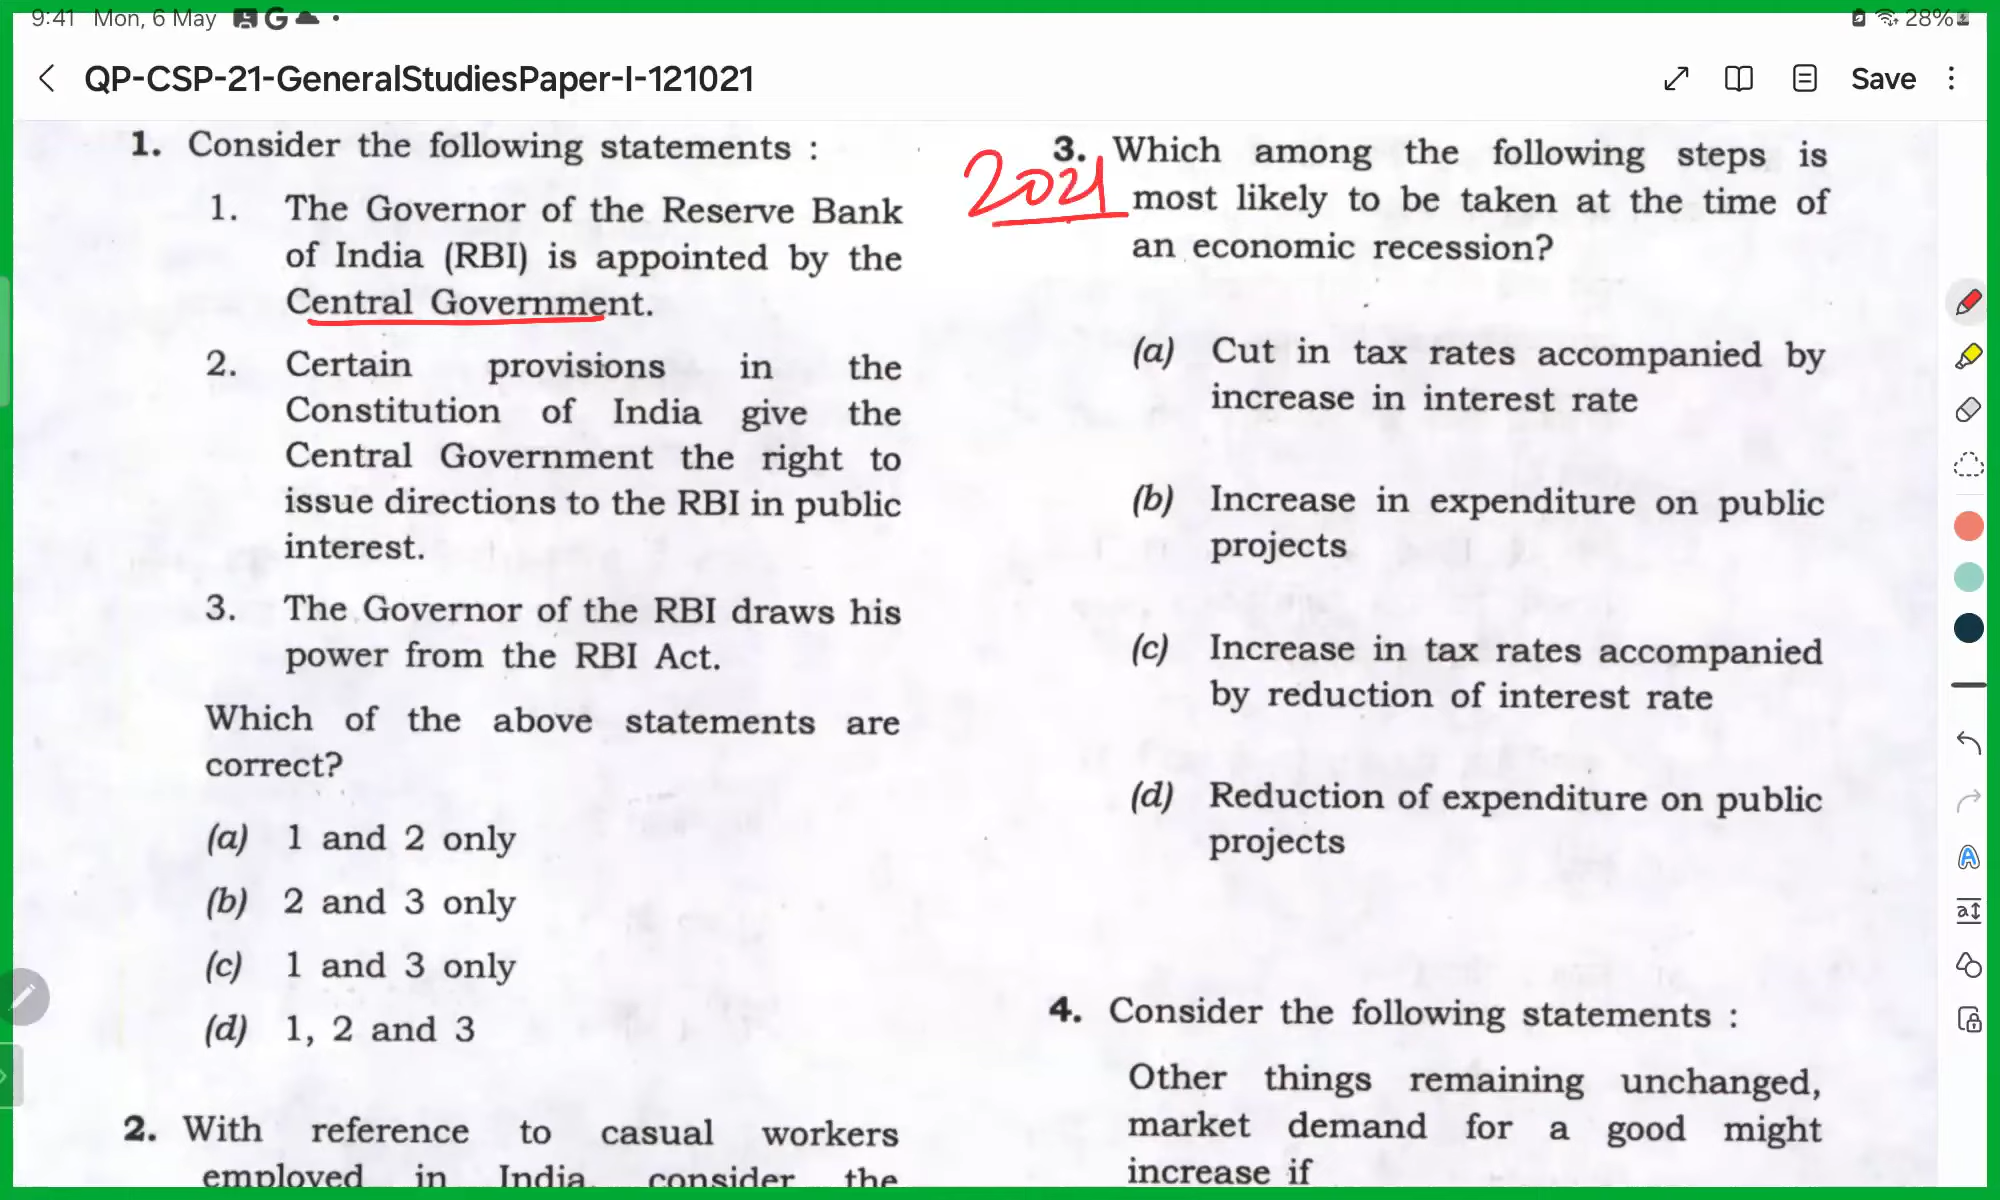 9:41 Mon, 6 May
28%
QP-CSP-21-GeneralStudiesPaper-I-121021
Save
1. Consider the following statements :
1. The Governor of the Reserve Bank
of India (RBI) is appointed by the
Central Government.
2. Certain provisions in the
Constitution of India give the
Central Government the right to
issue directions to the RBI in public
interest.
3. The Governor of the RBI draws his
power from the RBI Act.
Which of the above statements are
correct?
(a) 1 and 2 only
(b) 2 and 3 only
(c) 1 and 3 only
(d) 1, 2 and 3
2. With reference to casual workers
employed in India, consider the
2021
3. Which among the following steps is
most likely to be taken at the time of
an economic recession?
(a) Cut in tax rates accompanied by
increase in interest rate
(b) Increase in expenditure on public
projects
(c) Increase in tax rates accompanied
by reduction of interest rate
(d) Reduction of expenditure on public
projects
4. Consider the following statements :
Other things remaining unchanged,
market demand for a good might
increase if